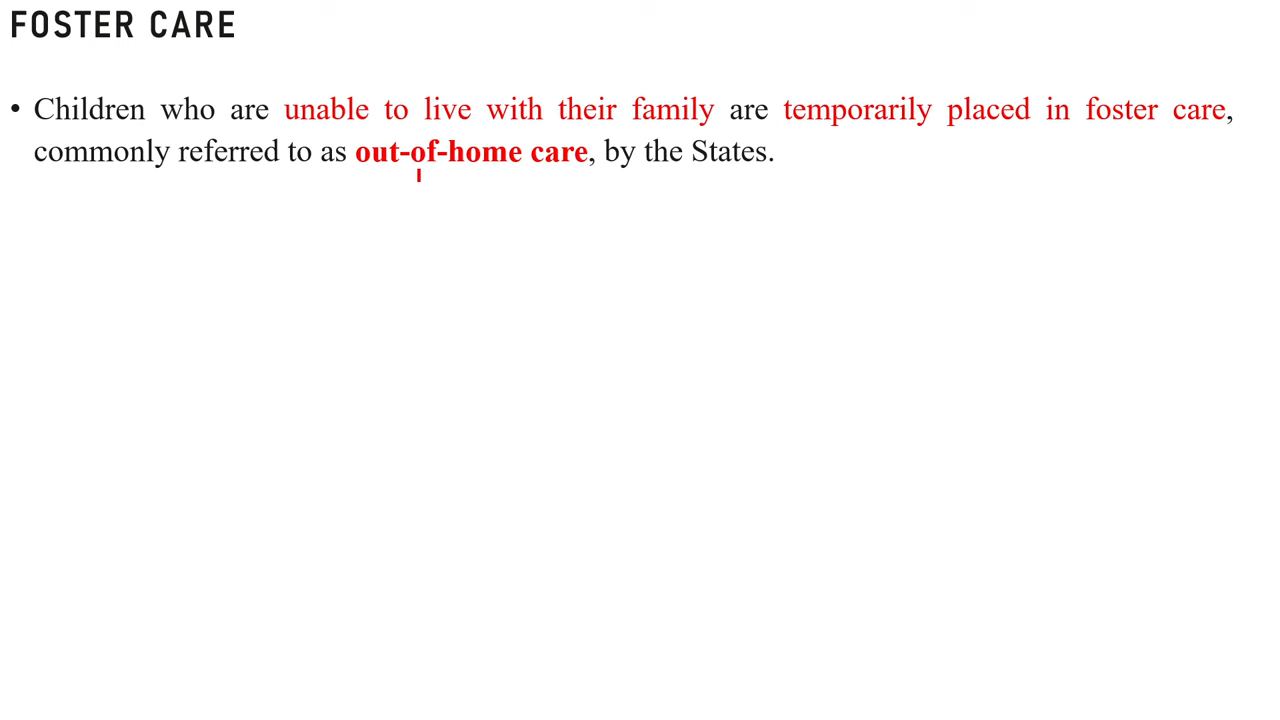 FOSTER CARE
• Children who are unable to live with their family are temporarily placed in foster care,
commonly referred to as out-of-home care, by the States.